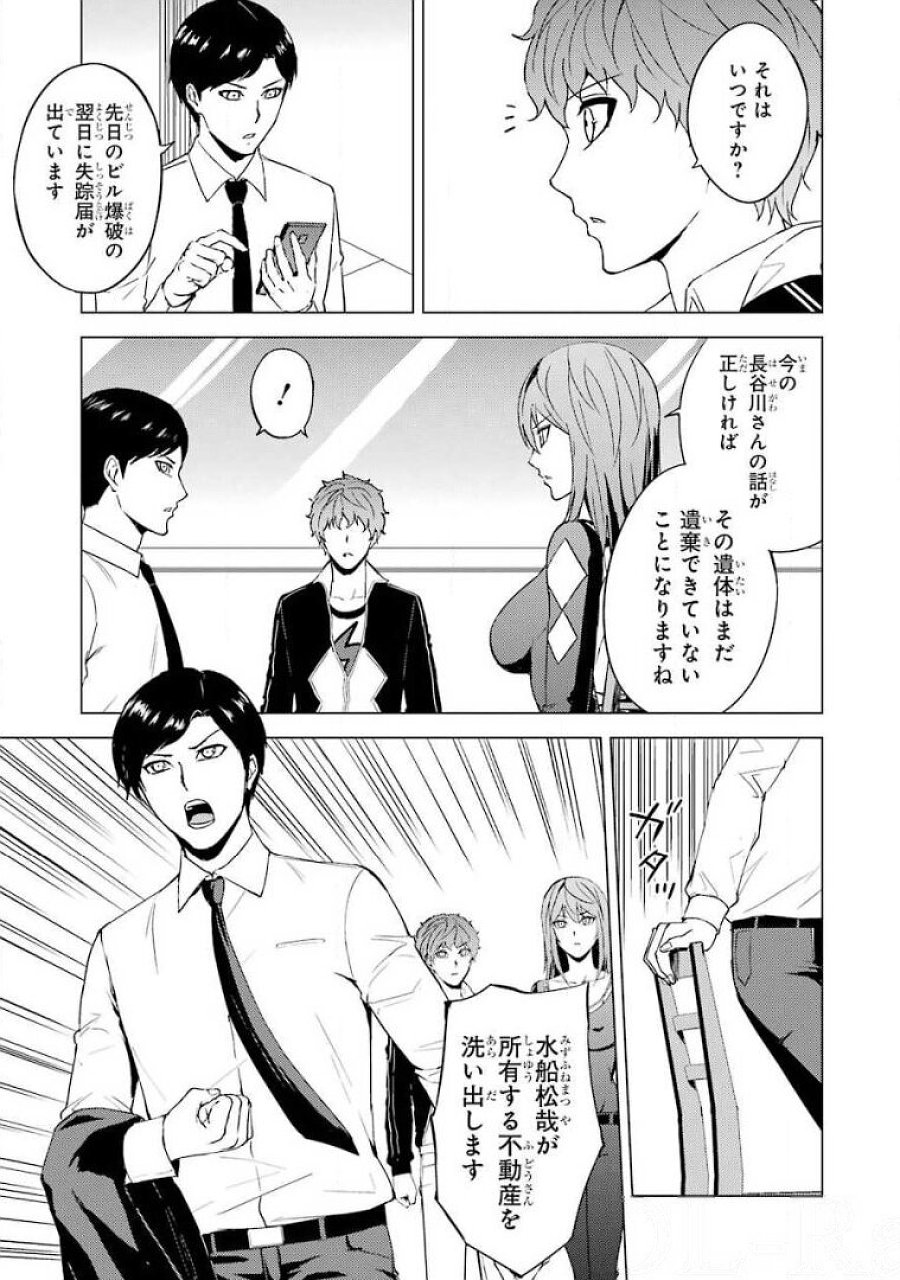 それは
いつですか？
先日のビル爆破の
翌日に失踪届が
出ています
今の
長谷川さんの話が
正しければ
その遺体はまだ
遺棄できていない
ことになりますね
！
ガタッ
水船松哉が
所有する不動産を
洗い出します